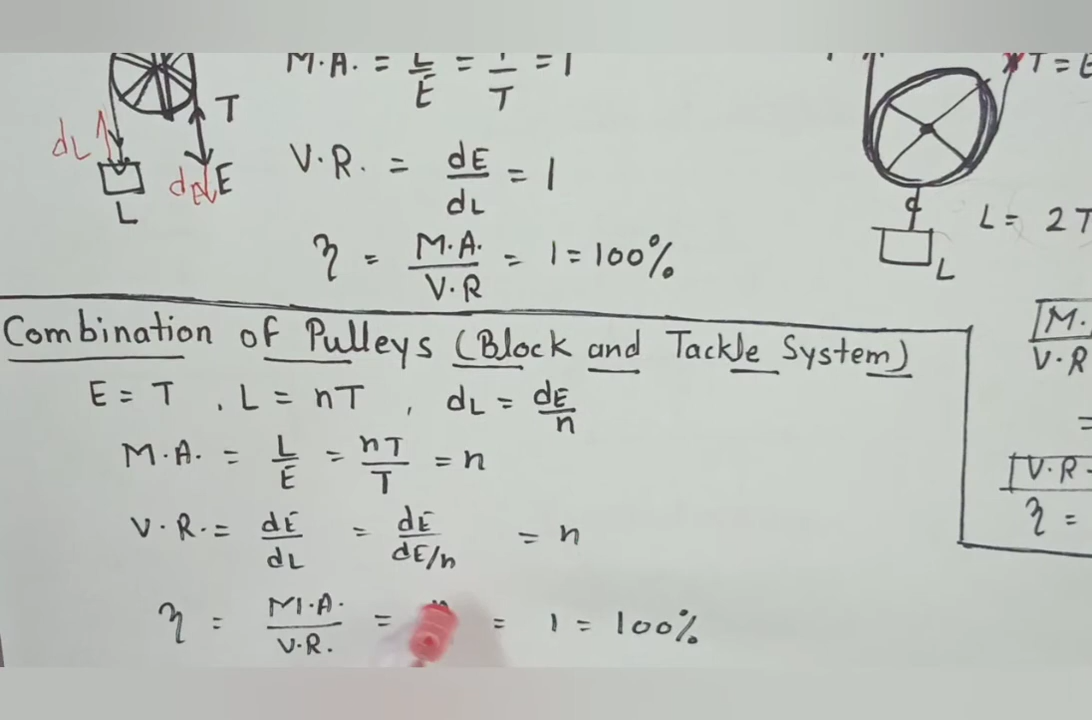 M.A. = L/E = T/T = 1
T
dL
V.R. = dE/dL = 1
E
L
η = M.A./V.R = 1 = 100%
T = E
L = 2T
L
Combination of Pulleys (Block and Tackle System)
E = T , L = nT , dL = dE/n
M.A. = L/E = nT/T = n
V.R. = dE/dL = dE/dE/n = n
η = M.A./V.R. = = 1 = 100%
M.
V.R
=
V.R
η =